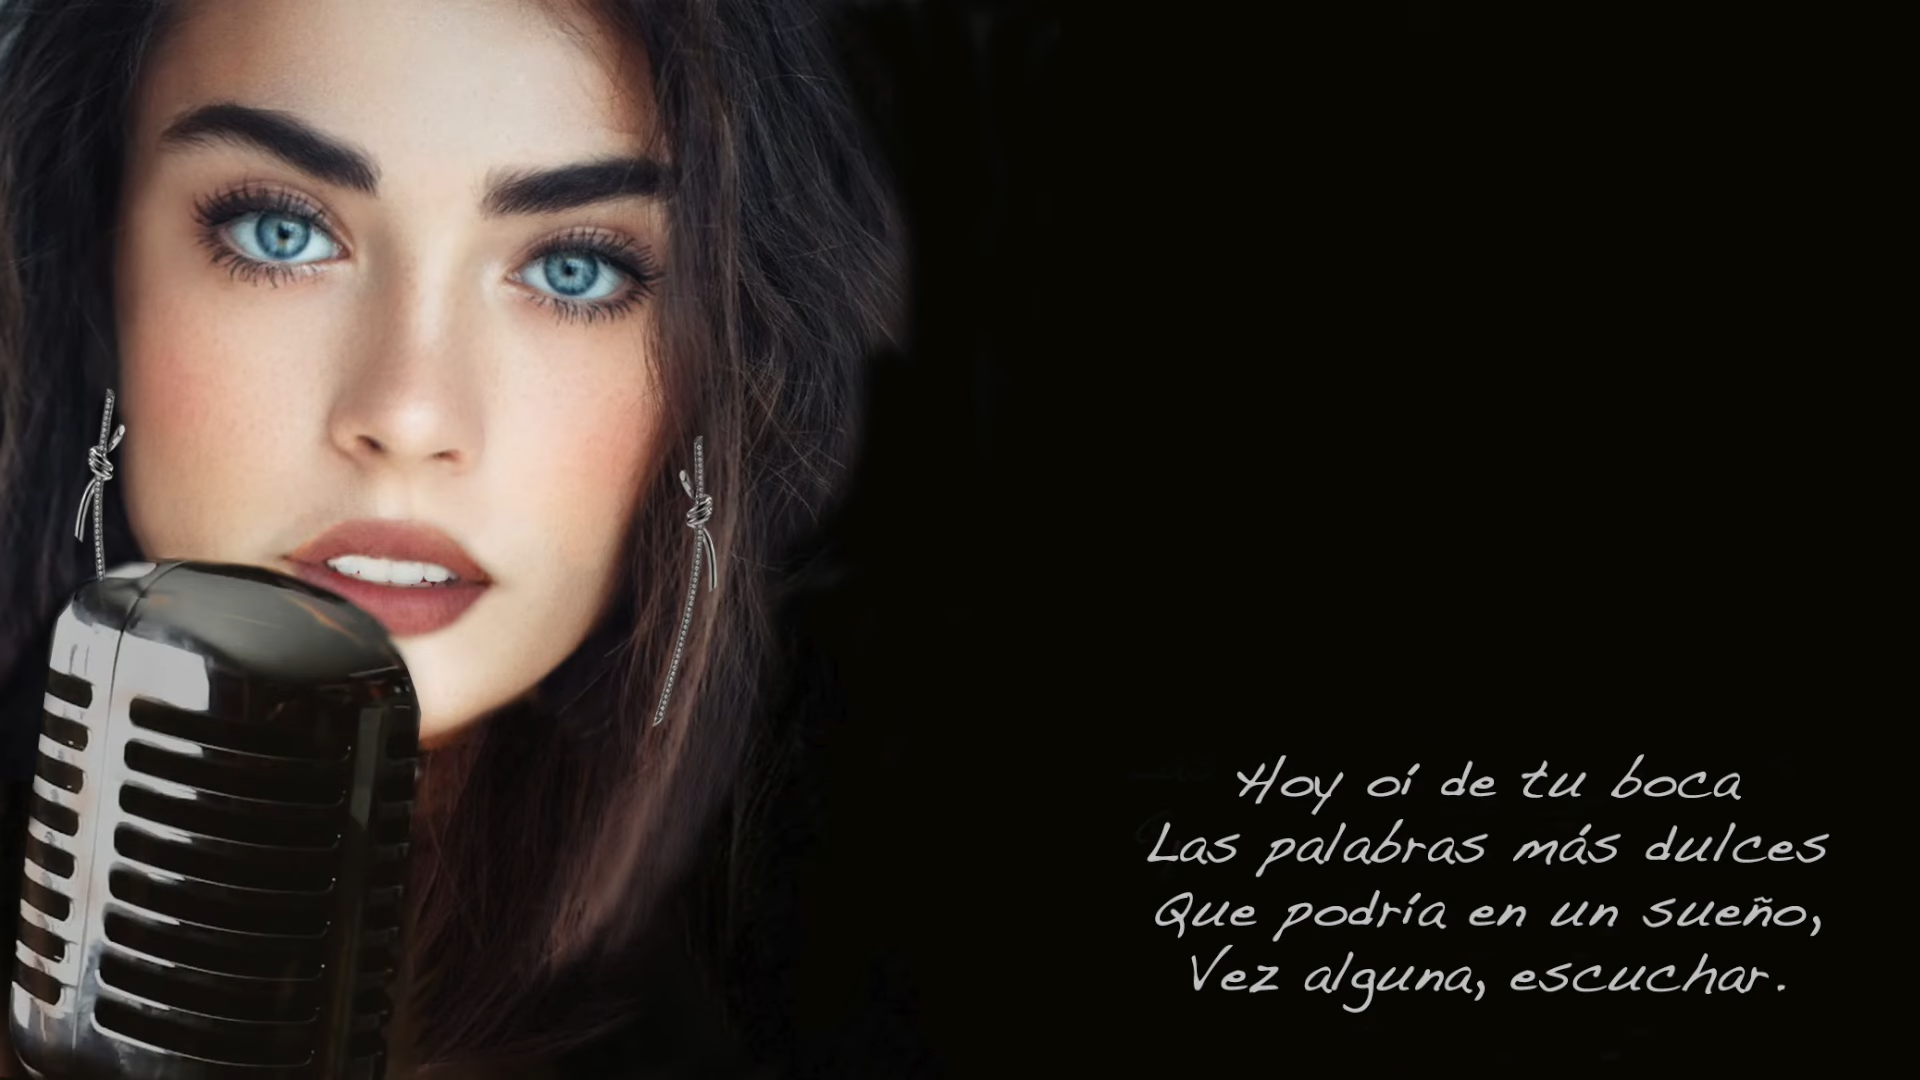 Hoy oí de tu boca
Las palabras más dulces
Que podría en un sueño,
Vez alguna, escuchar.